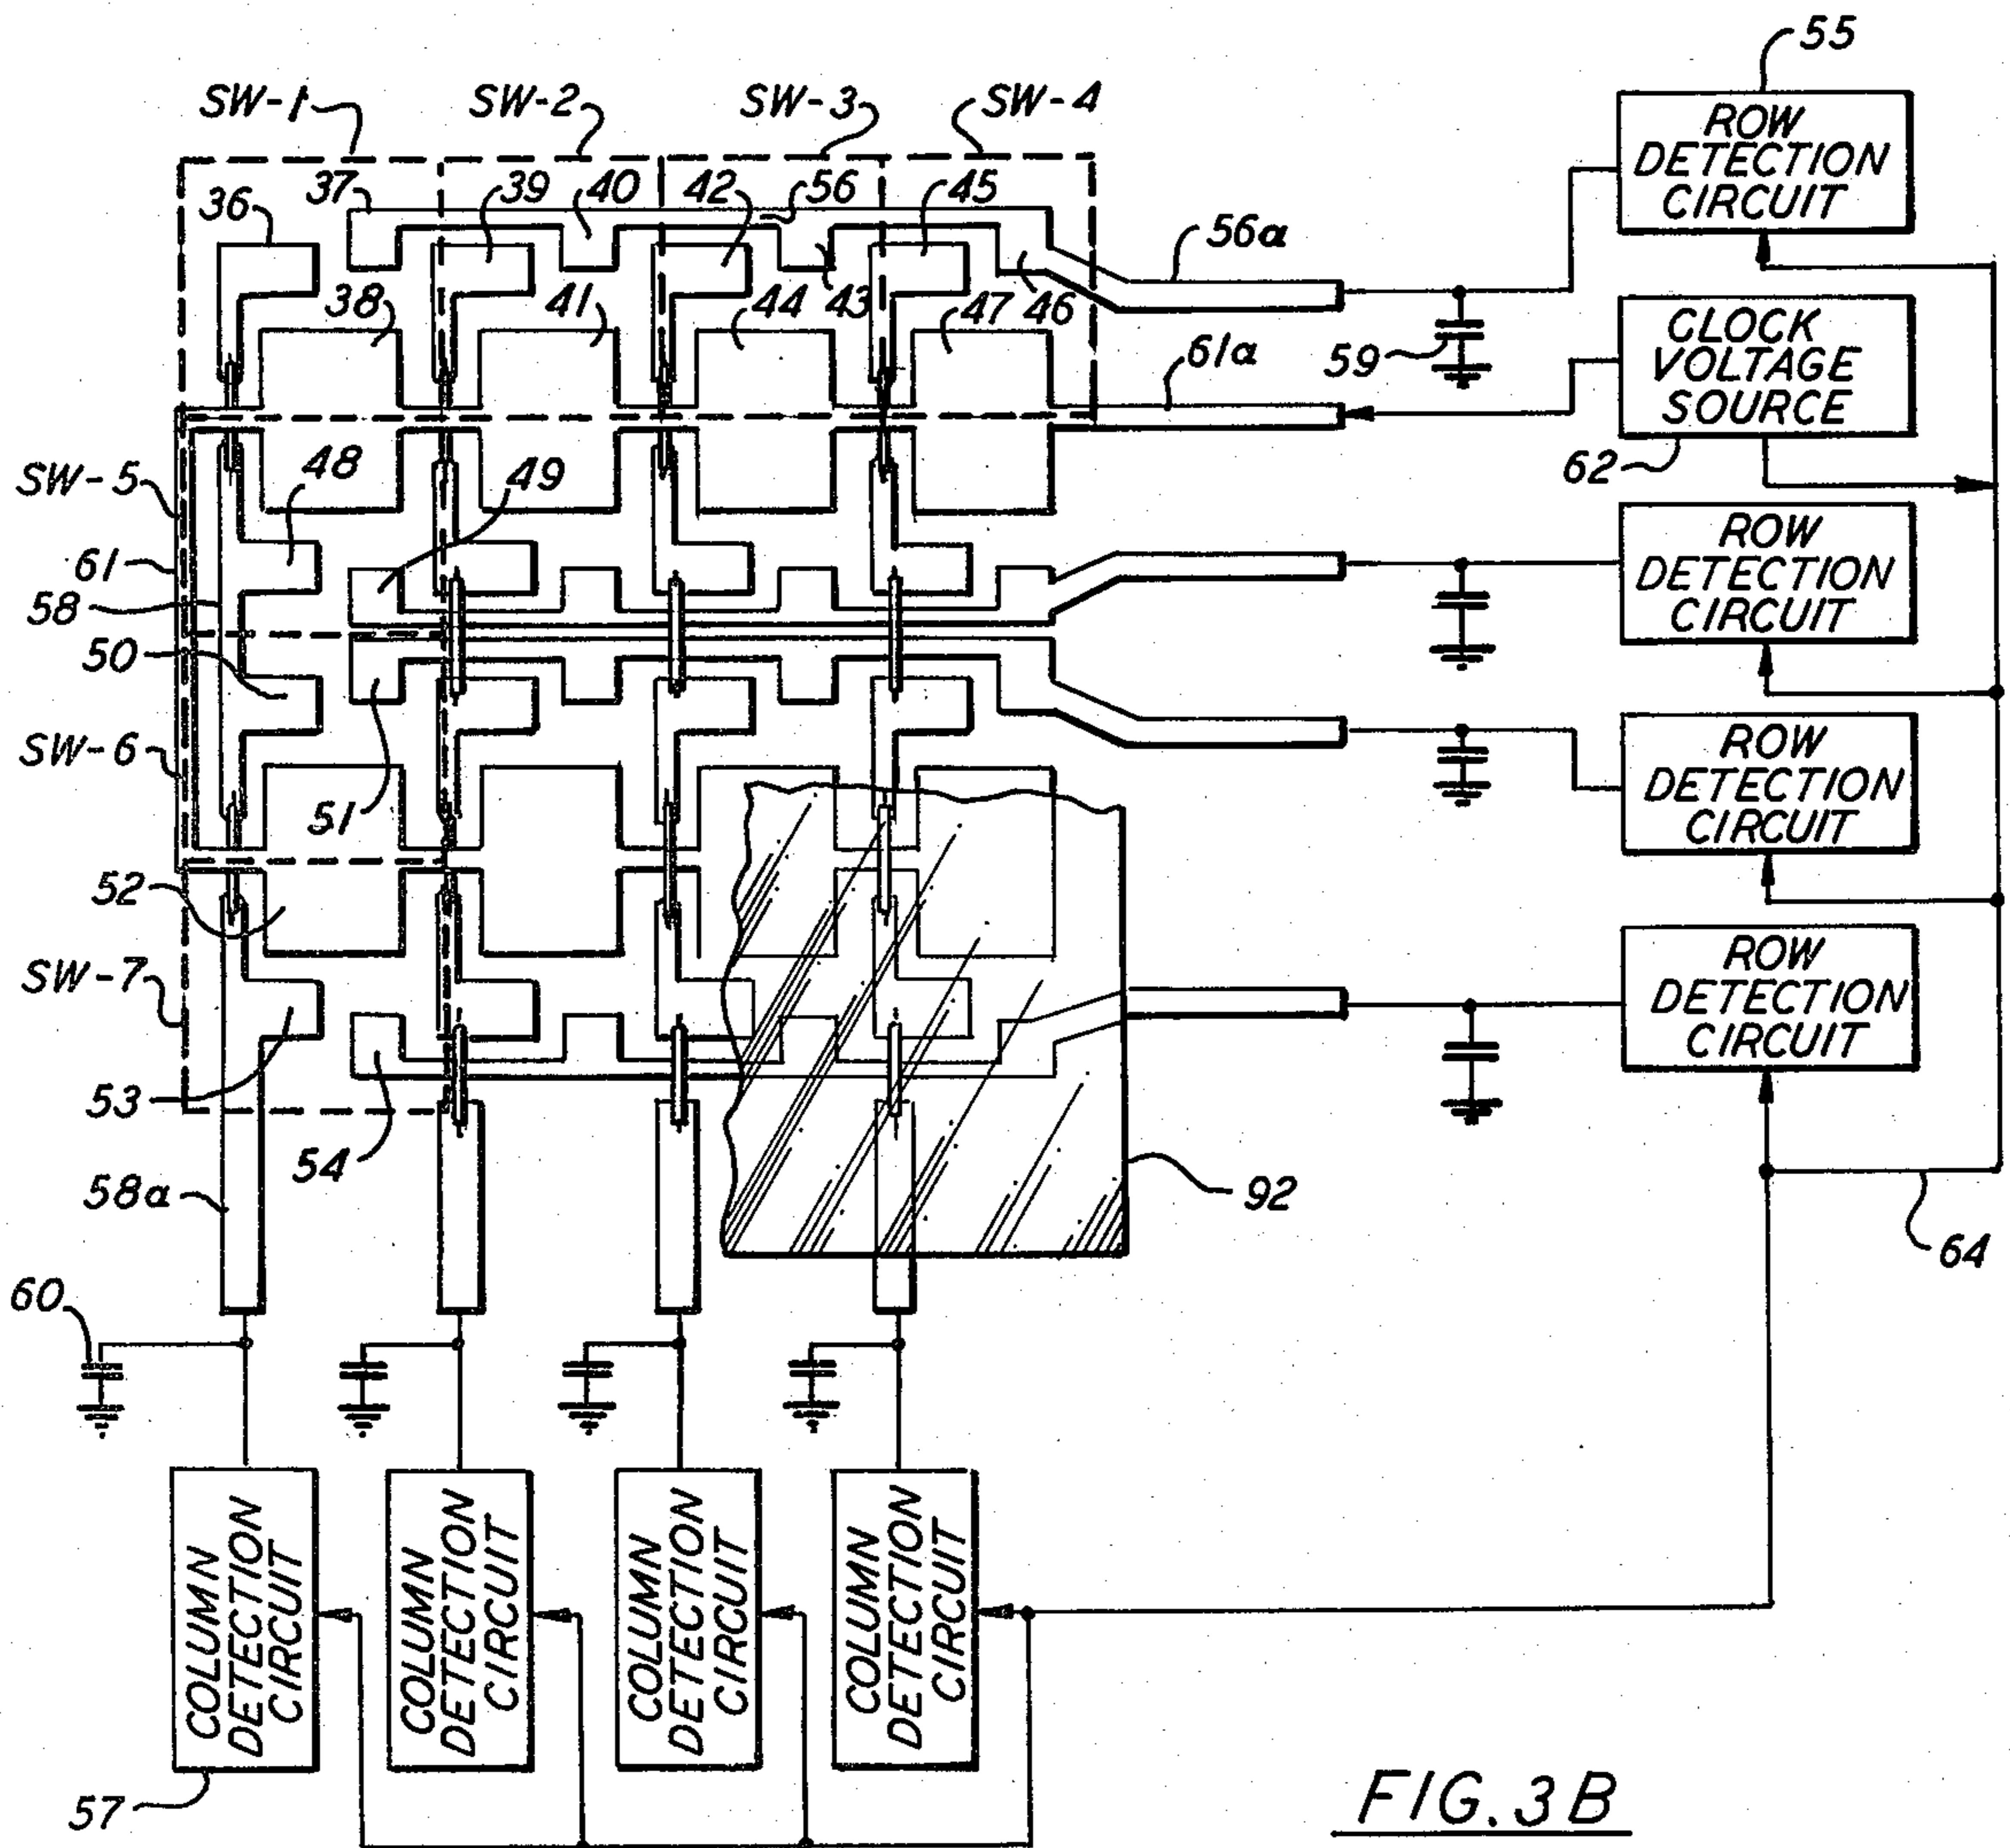 55
SW-1
SW-2
SW-3
SW-4
ROW
DETECTION
CIRCUIT
37
39
40
42
56
45
36
56a
38
41
44
43
47
46
61a
59
CLOCK
VOLTAGE
SOURCE
62
SW-5
48
49
61
58
ROW
DETECTION
CIRCUIT
50
SW-6
51
ROW
DETECTION
CIRCUIT
52
SW-7
53
54
ROW
DETECTION
CIRCUIT
58a
92
64
60
COLUMN
DETECTION
CIRCUIT
COLUMN
DETECTION
CIRCUIT
COLUMN
DETECTION
CIRCUIT
COLUMN
DETECTION
CIRCUIT
57
FIG. 3B